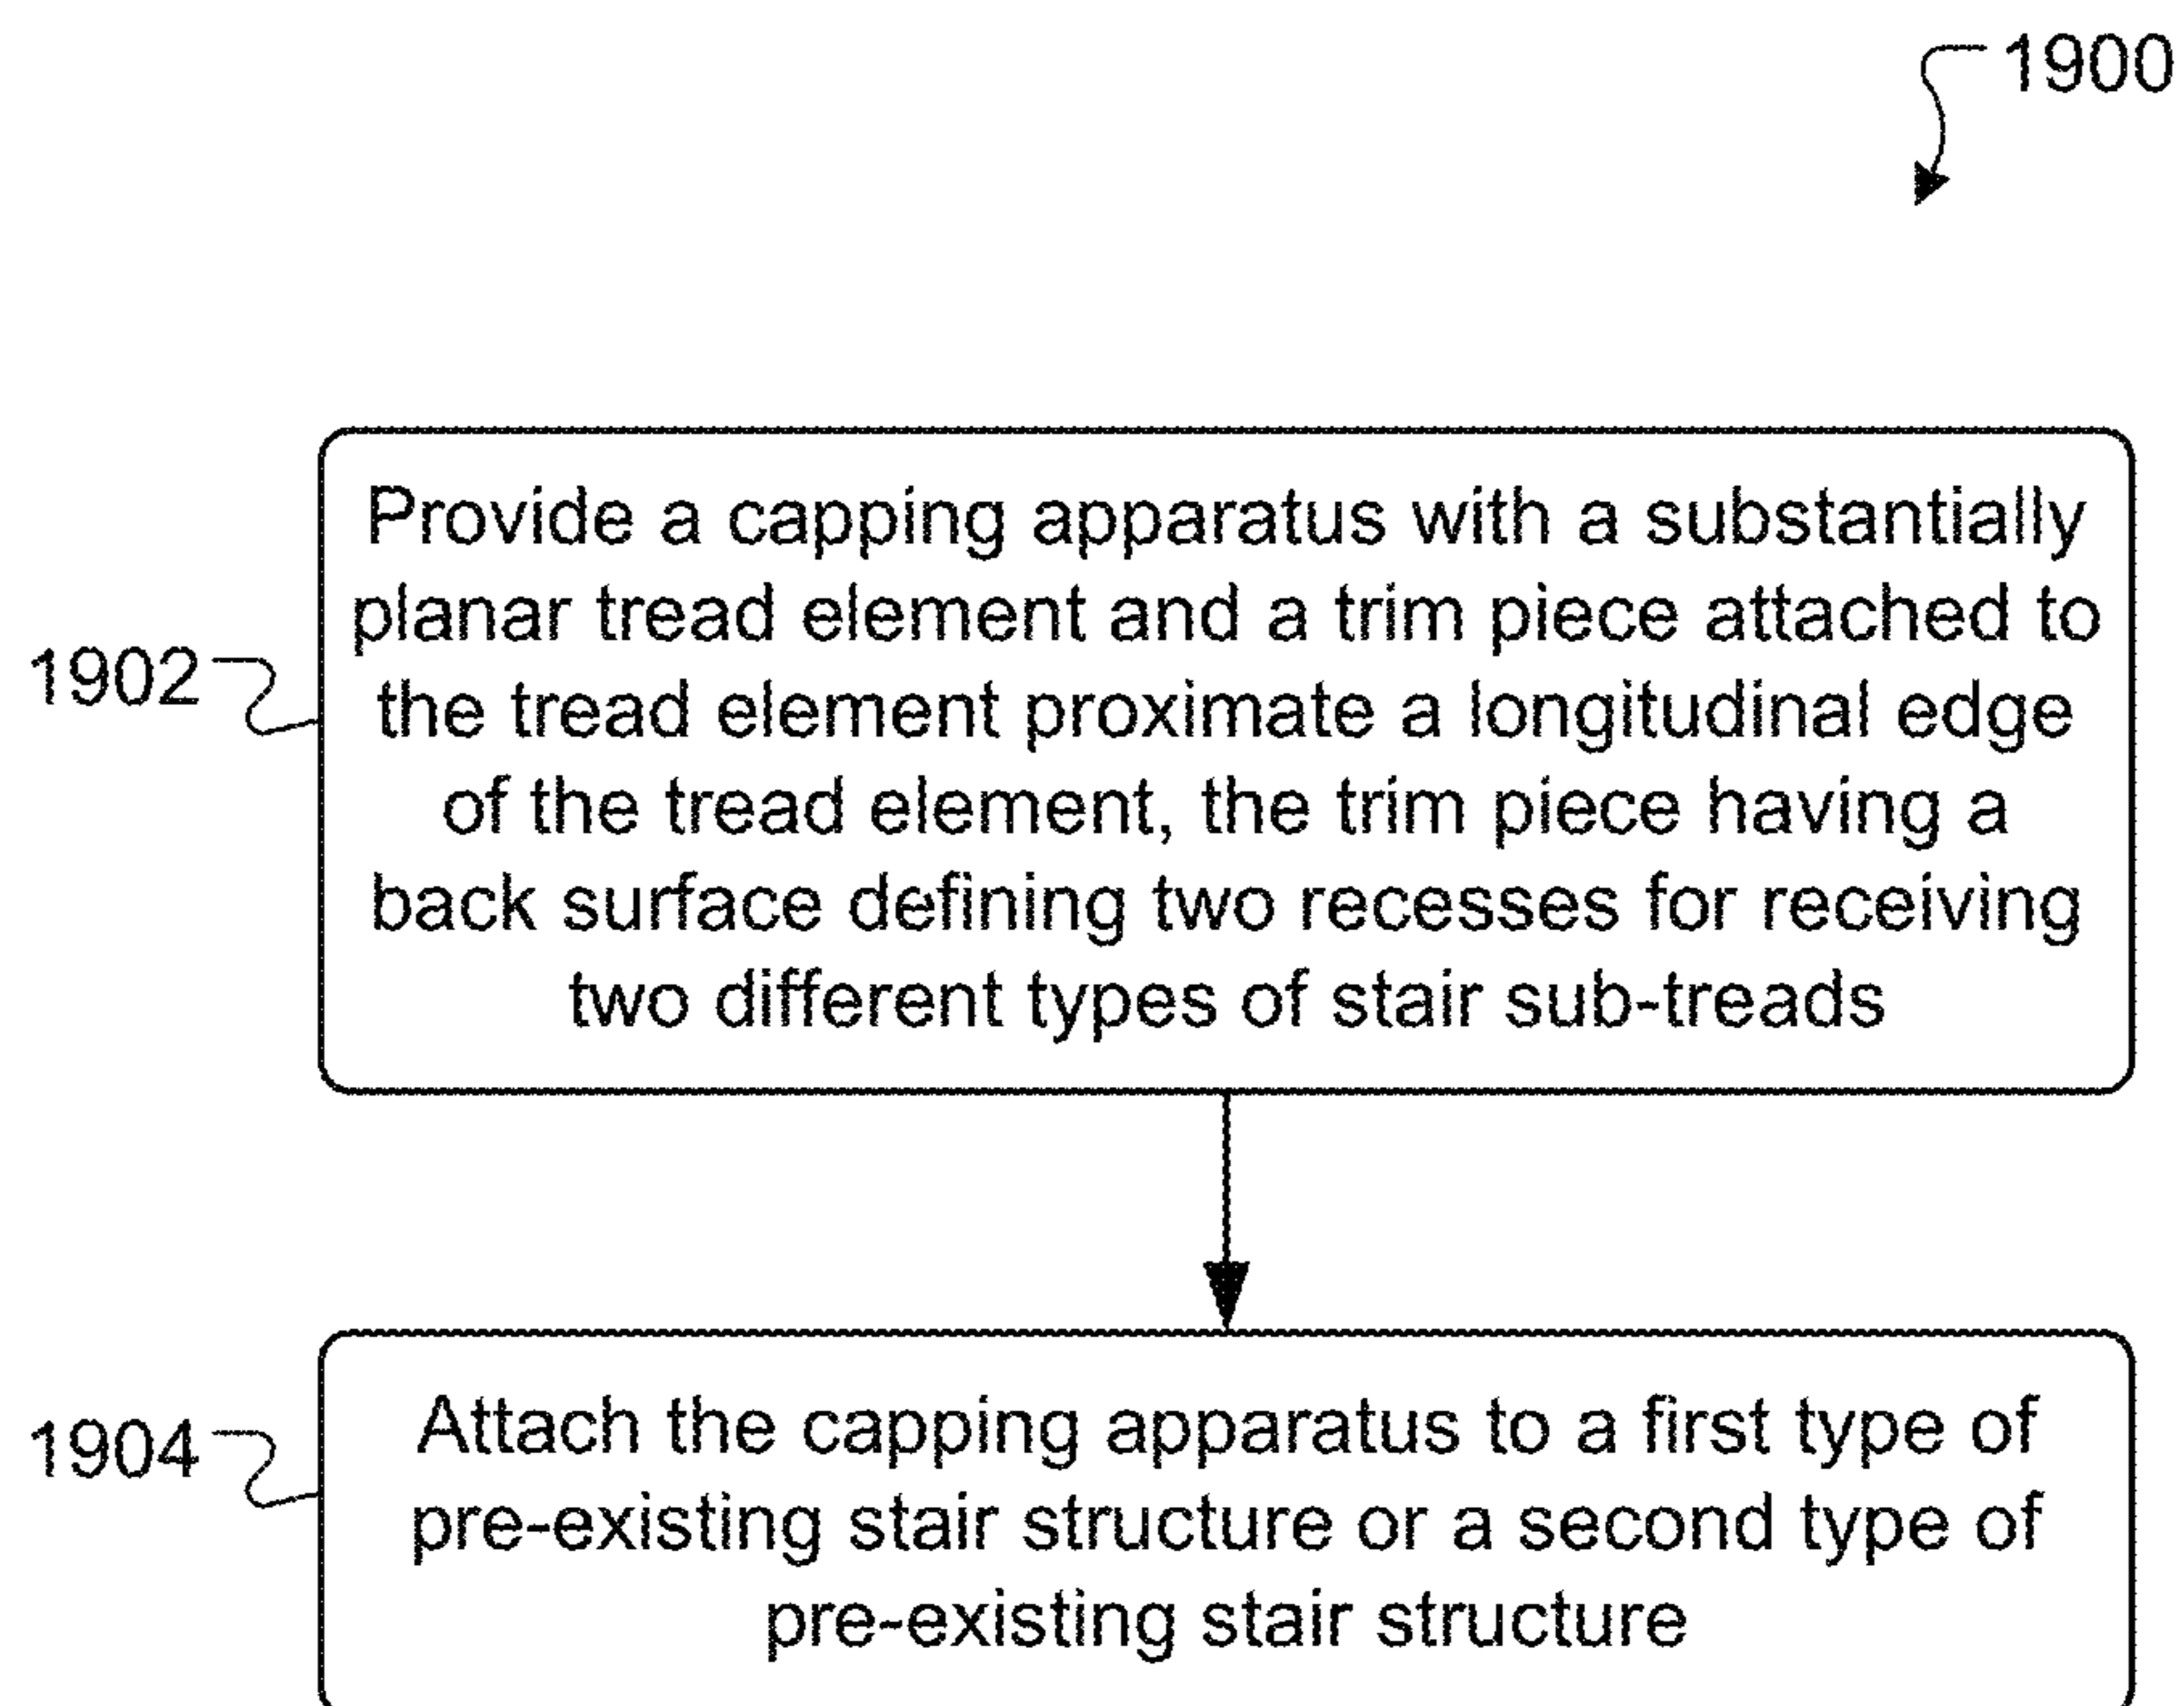 1900
Provide a capping apparatus with a substantially
planar tread element and a trim piece attached to
the tread element proximate a longitudinal edge
of the tread element, the trim piece having a
back surface defining two recesses for receiving
two different types of stair sub-treads
1902
Attach the capping apparatus to a first type of
pre-existing stair structure or a second type of
pre-existing stair structure
1904